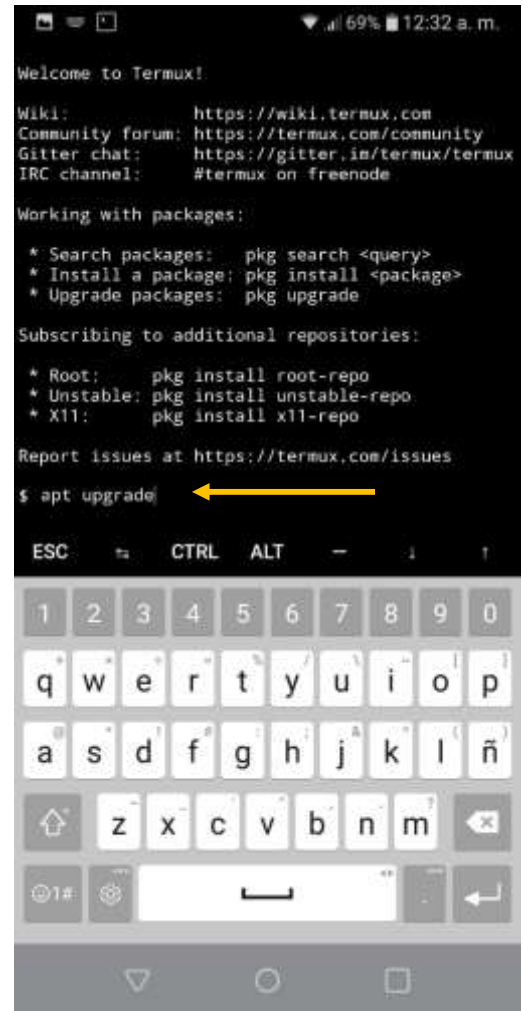 69% 12:32 a. m.
Welcome to Termux!
Wiki: https://wiki.termux.com
Community forum: https://termux.com/community
Gitter chat: https://gitter.im/termux/termux
IRC channel: #termux on freenode
Working with packages:
* Search packages: pkg search <query>
* Install a package: pkg install <package>
* Upgrade packages: pkg upgrade
Subscribing to additional repositories:
* Root: pkg install root-repo
* Unstable: pkg install unstable-repo
* X11: pkg install x11-repo
Report issues at https://termux.com/issues
$ apt upgrade
ESC ⇆ CTRL ALT – ↓ ↑
1 2 3 4 5 6 7 8 9 0
q w e r t y u i o p
a s d f g h j k l ñ
z x c v b n m
1# .